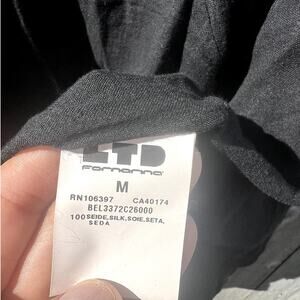 LTD
Fornarina
M
RN106397 CA40174
BEL3372C26000
100 SEIDE,SILK,SOIE,SETA,
SEDA